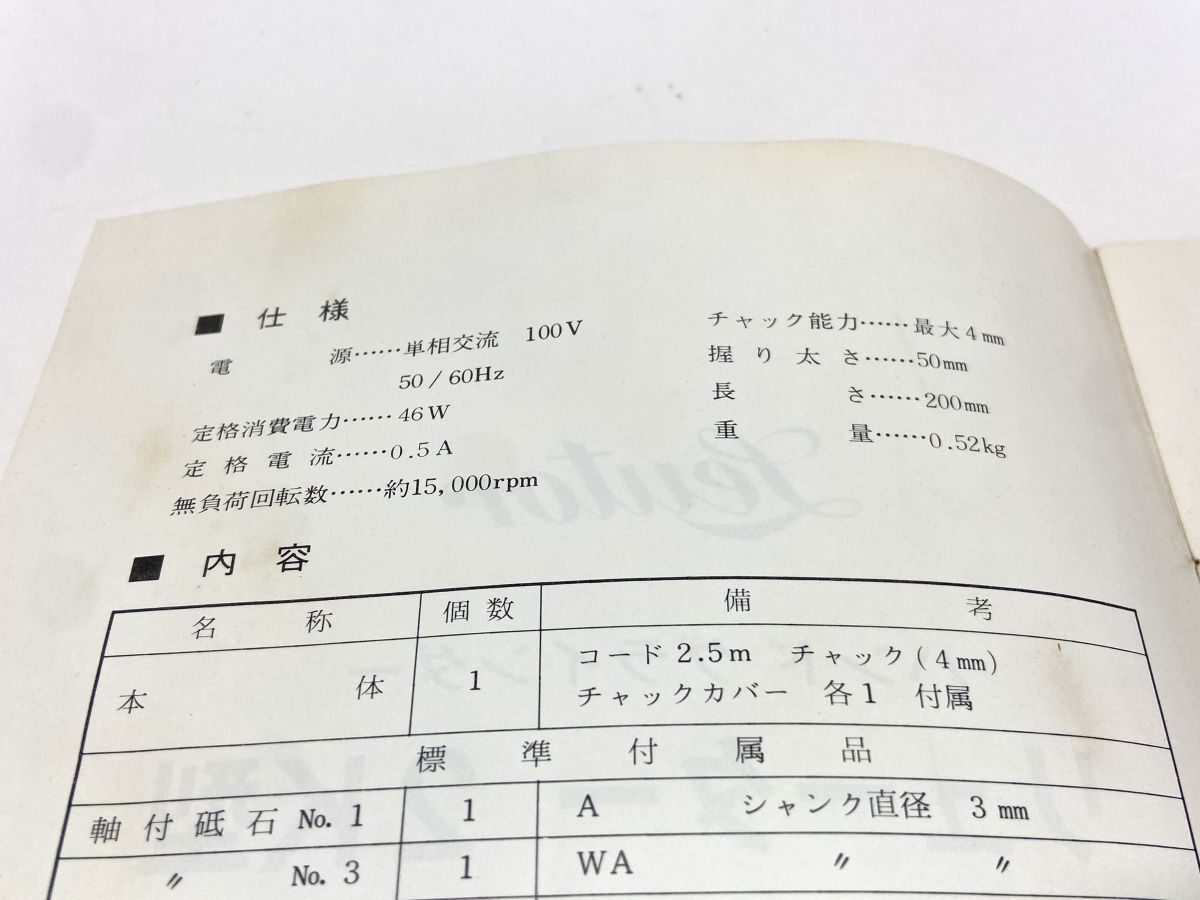 ■ 仕様
電源……単相交流 100V
50/60Hz
定格消費電力……46W
定格電流……0.5A
無負荷回転数……約15,000rpm
チャック能力……最大4mm
握り太さ……50mm
長さ……200mm
重量……0.52kg
■ 内容
名称 個数 備考
本体 1 コード2.5m チャック(4mm)
チャックカバー 各1 付属
標準付属品
軸付砥石 No.1 1 A シャンク直径 3mm
〃 No.3 1 WA 〃 〃